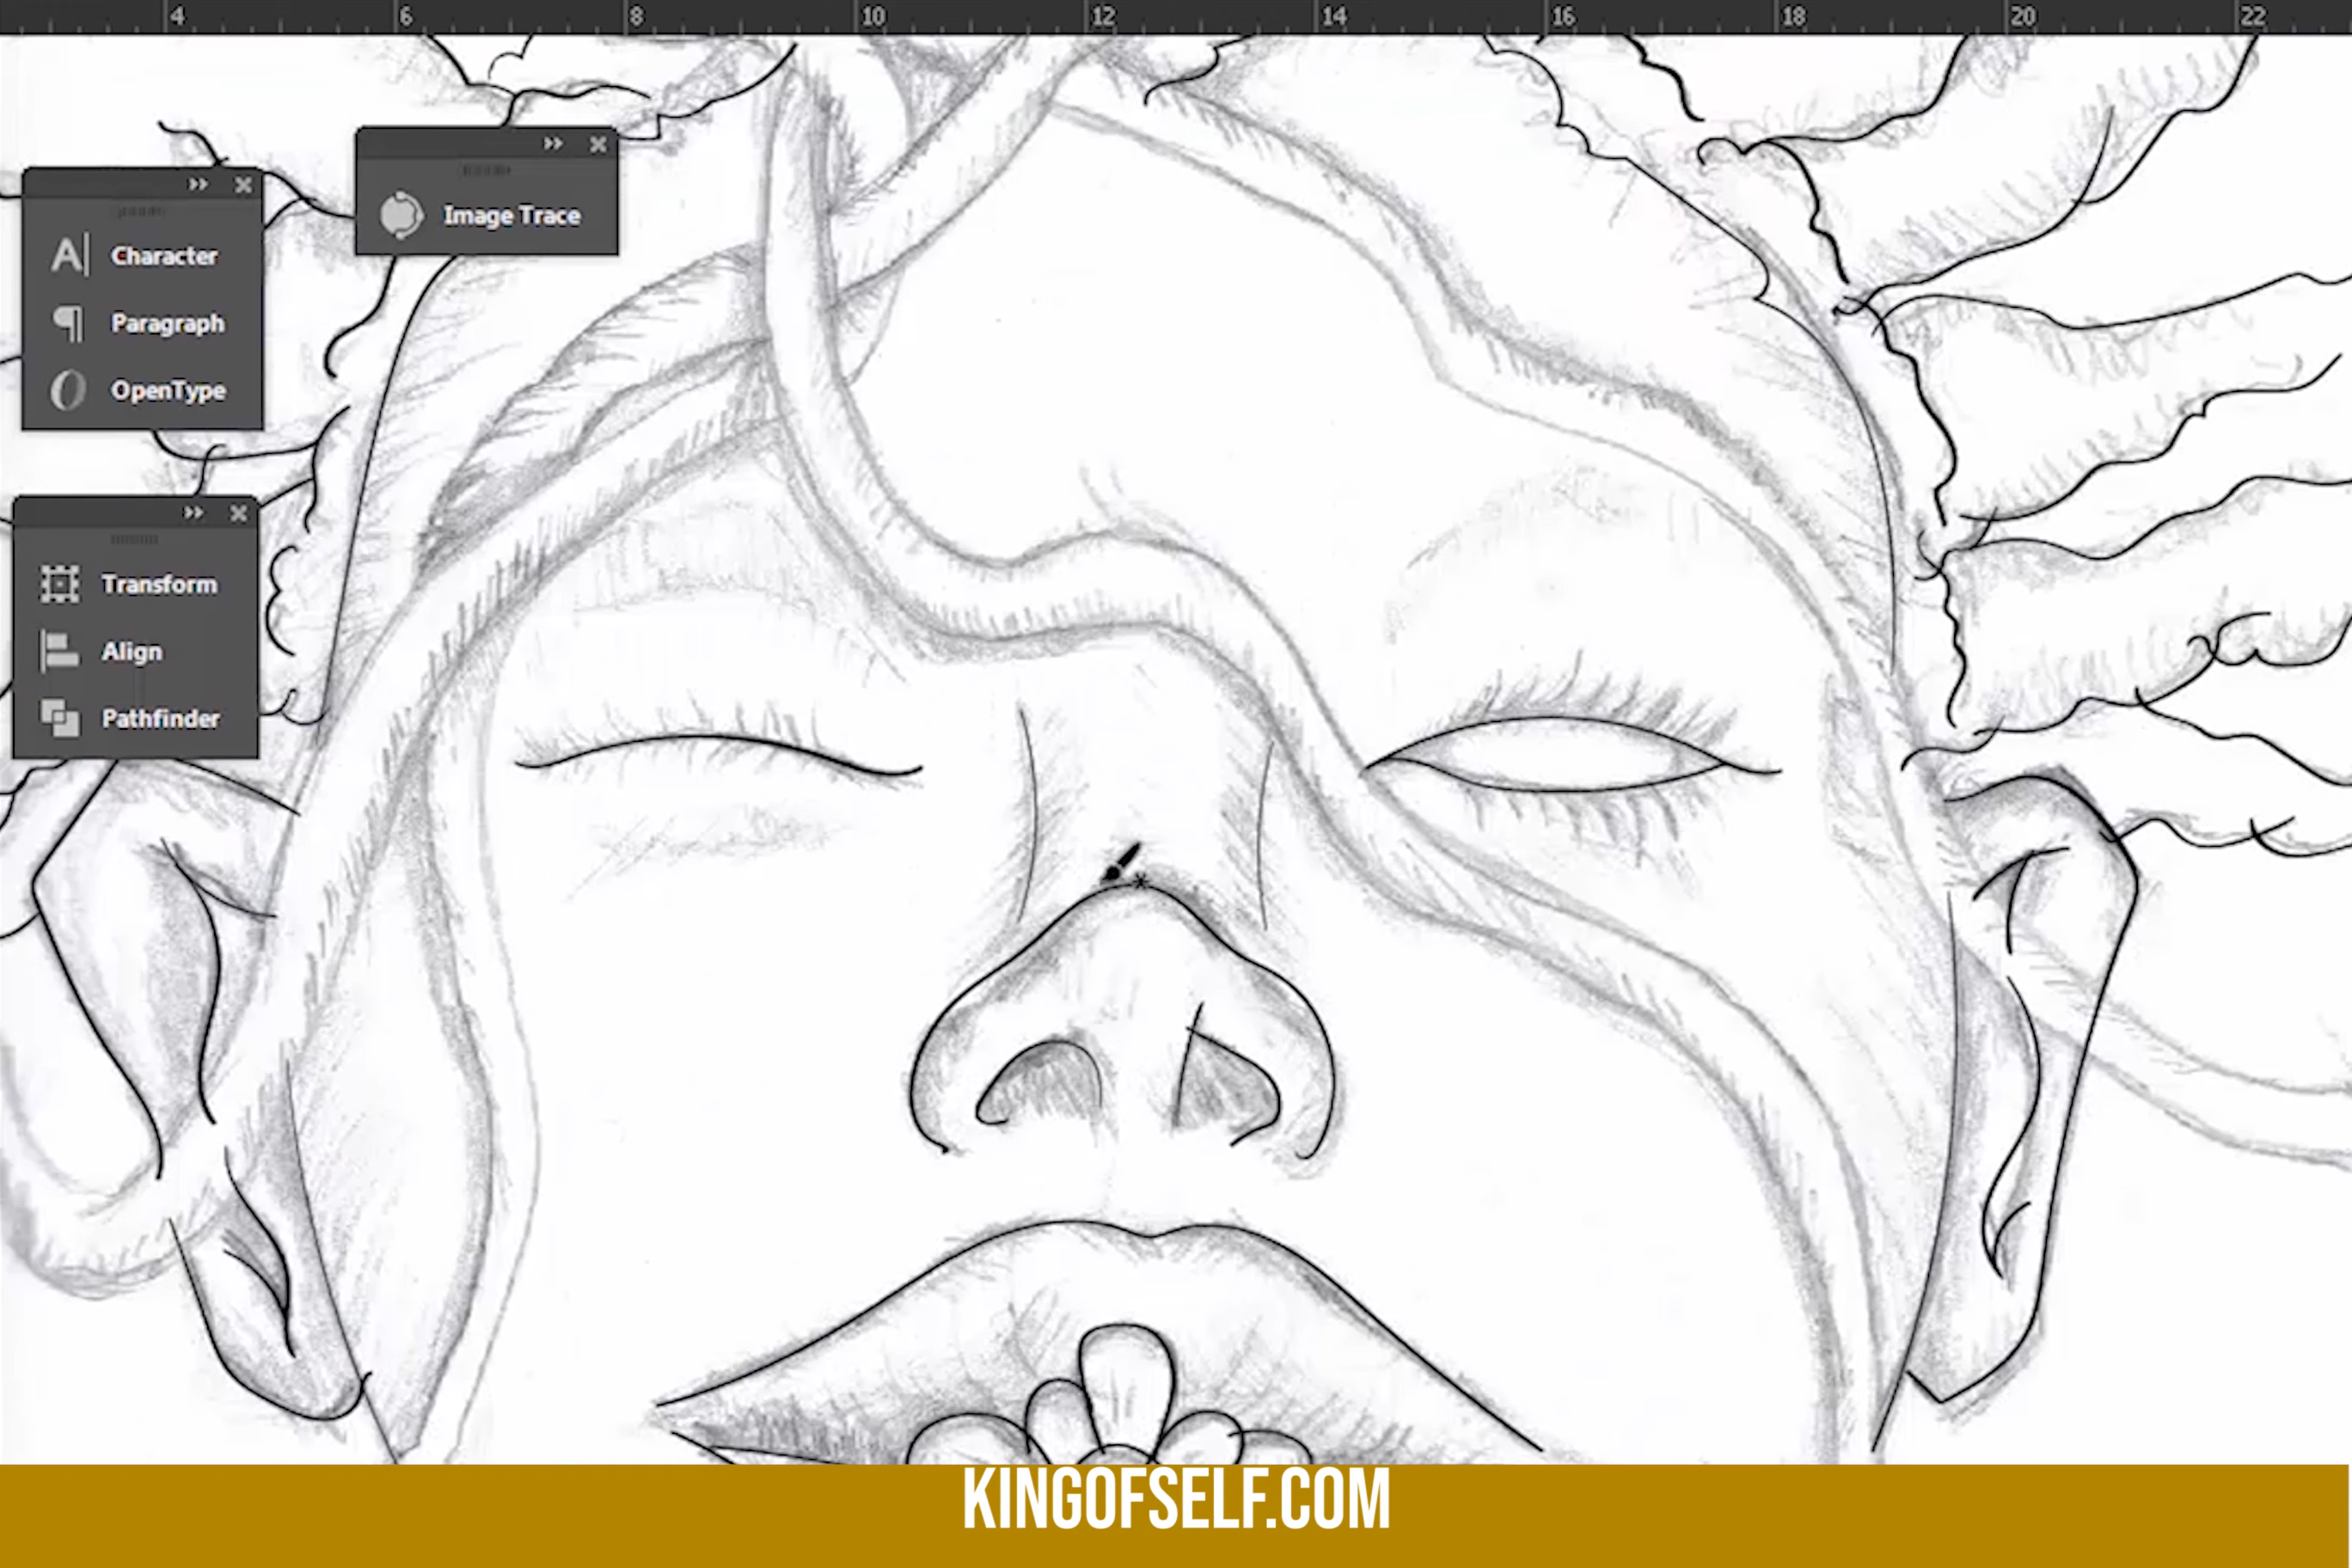 4 6 8 10 12 14 16 18 20 22
Image Trace
Character
Paragraph
OpenType
Transform
Align
Pathfinder
KINGOFSELF.COM